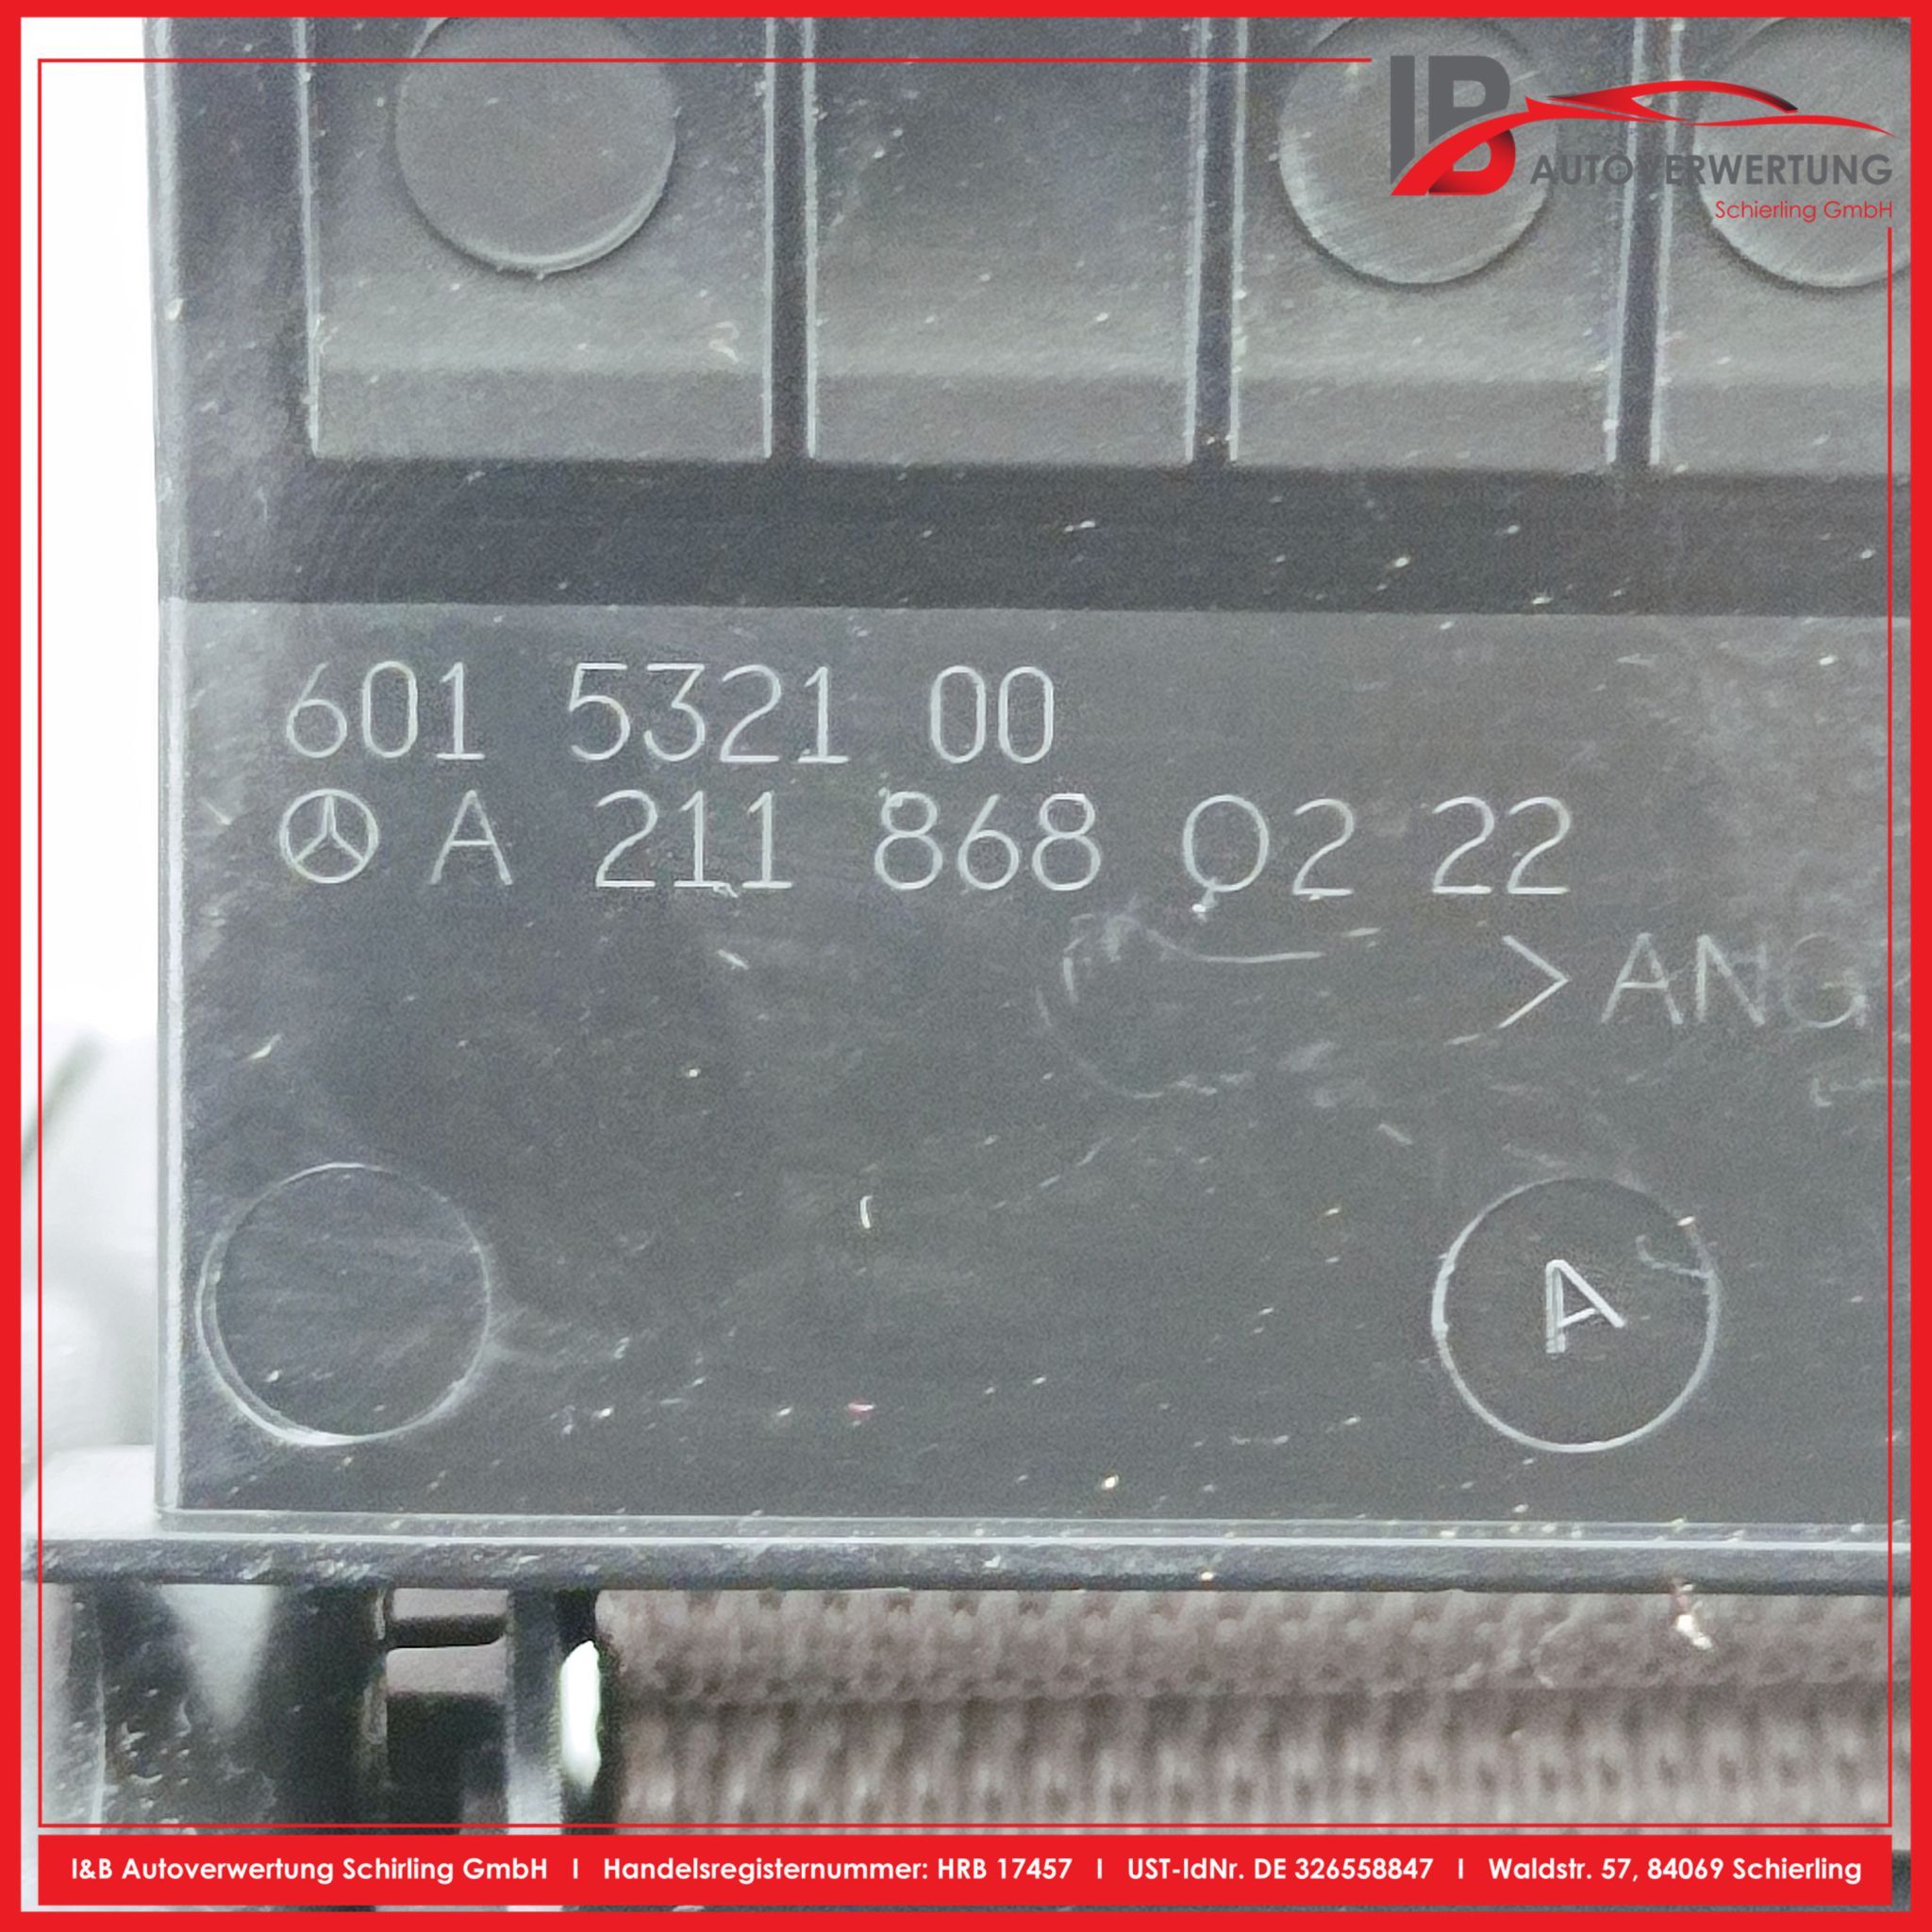 IB
AUTOVERWERTUNG
Schierling GmbH
601 5321 00
A 211 868 02 22
>ANG
A
I&B Autoverwertung Schirling GmbH I Handelsregisternummer: HRB 17457 I UST-IdNr. DE 326558847 I Waldstr. 57, 84069 Schierling